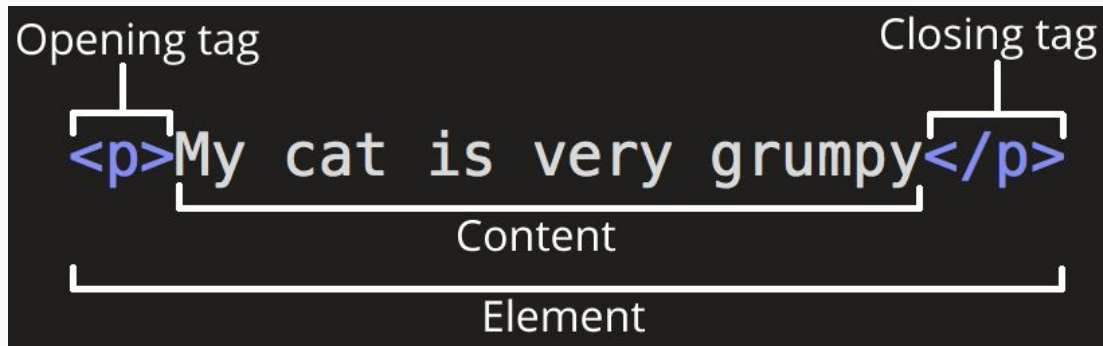 Opening tag
Closing tag
<p>My cat is very grumpy</p>
Content
Element